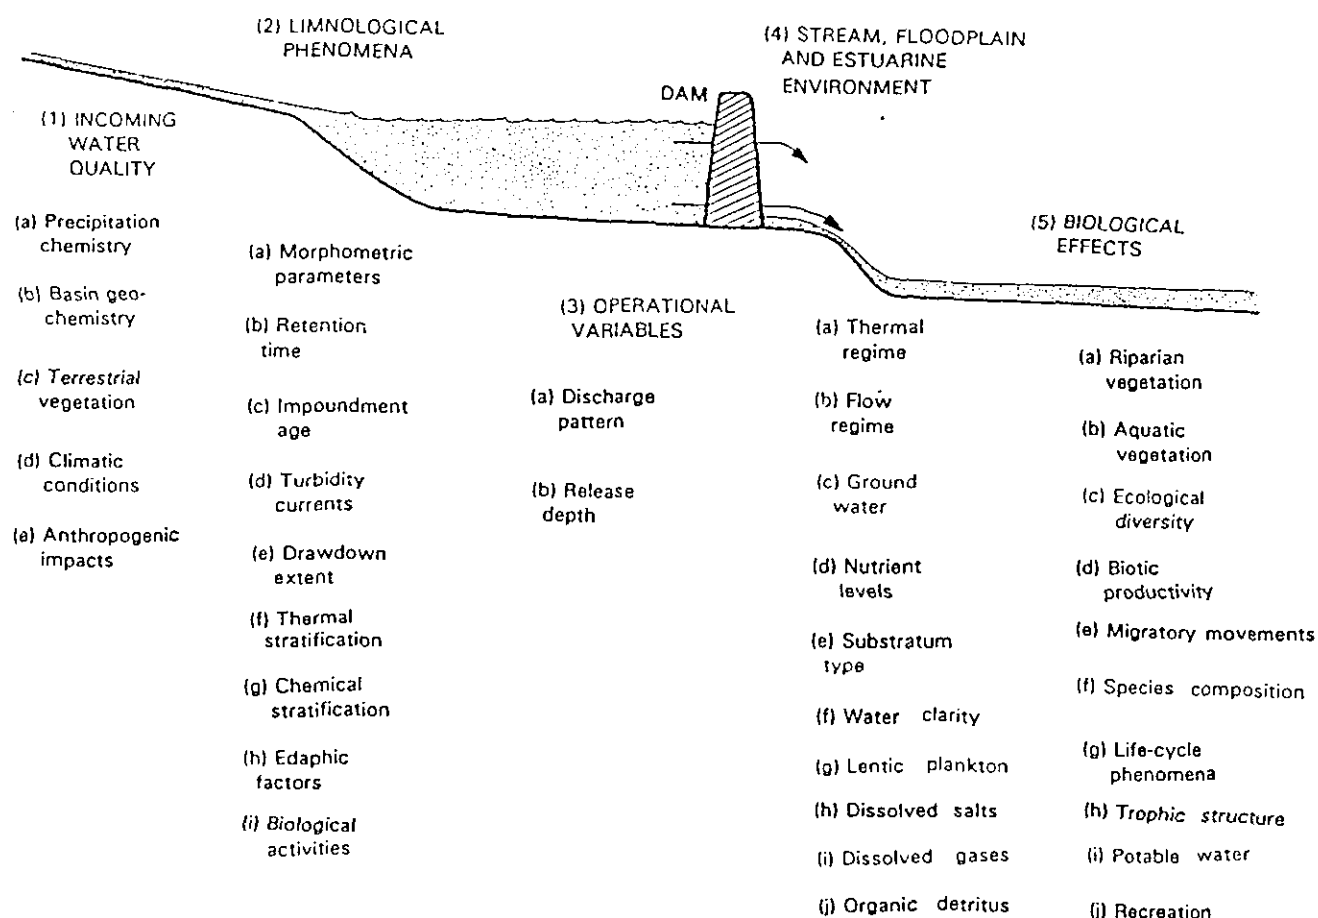 (2) LIMNOLOGICAL
PHENOMENA
(4) STREAM, FLOODPLAIN
AND ESTUARINE
ENVIRONMENT
DAM
(1) INCOMING
WATER
QUALITY
(a) Precipitation
chemistry
(b) Basin geo-
chemistry
(c) Terrestrial
vegetation
(d) Climatic
conditions
(e) Anthropogenic
impacts
(a) Morphometric
parameters
(b) Retention
time
(c) Impoundment
age
(d) Turbidity
currents
(e) Drawdown
extent
(f) Thermal
stratification
(g) Chemical
stratification
(h) Edaphic
factors
(i) Biological
activities
(3) OPERATIONAL
VARIABLES
(a) Discharge
pattern
(b) Release
depth
(a) Thermal
regime
(b) Flow
regime
(c) Ground
water
(d) Nutrient
levels
(e) Substratum
type
(f) Water clarity
(g) Lentic plankton
(h) Dissolved salts
(i) Dissolved gases
(j) Organic detritus
(5) BIOLOGICAL
EFFECTS
(a) Riparian
vegetation
(b) Aquatic
vegetation
(c) Ecological
diversity
(d) Biotic
productivity
(e) Migratory movements
(f) Species composition
(g) Life-cycle
phenomena
(h) Trophic structure
(i) Potable water
(j) Recreation